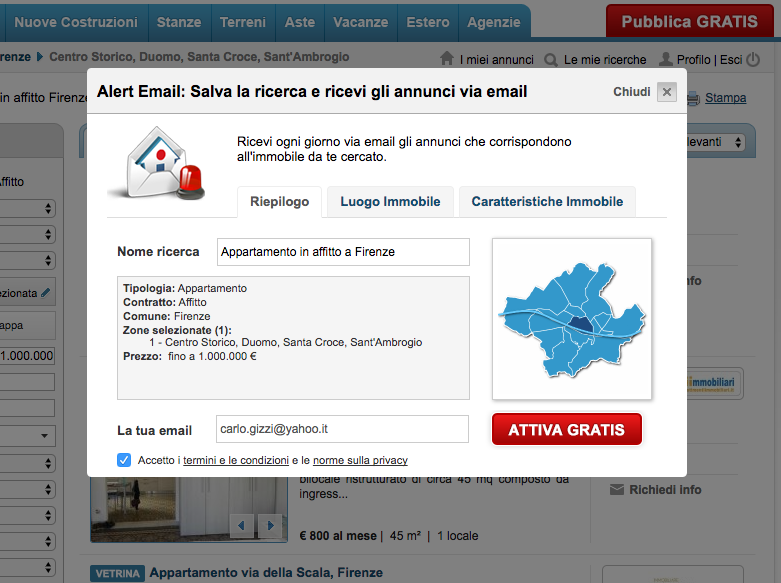 Nuove Costruzioni Stanze Terreni Aste Vacanze Estero Agenzie
Pubblica GRATIS
renze Centro Storico, Duomo, Santa Croce, Sant'Ambrogio
I miei annunci Le mie ricerche Profilo | Esci
in affitto Firenze
Stampa
Alert Email: Salva la ricerca e ricevi gli annunci via email
Chiudi
Ricevi ogni giorno via email gli annunci che corrispondono
all'immobile da te cercato.
levanti
ffitto
Riepilogo Luogo Immobile Caratteristiche Immobile
Nome ricerca Appartamento in affitto a Firenze
nfo
ezionata
appa
1.000.000
Tipologia: Appartamento
Contratto: Affitto
Comune: Firenze
Zone selezionate (1):
1 - Centro Storico, Duomo, Santa Croce, Sant'Ambrogio
Prezzo: fino a 1.000.000 €
immobiliari
La tua email carlo.gizzi@yahoo.it
ATTIVA GRATIS
Accetto i termini e le condizioni e le norme sulla privacy
bilocale ristrutturato di circa 45 mq composto da
ingress...
Richiedi info
€ 800 al mese | 45 m² | 1 locale
VETRINA Appartamento via della Scala, Firenze